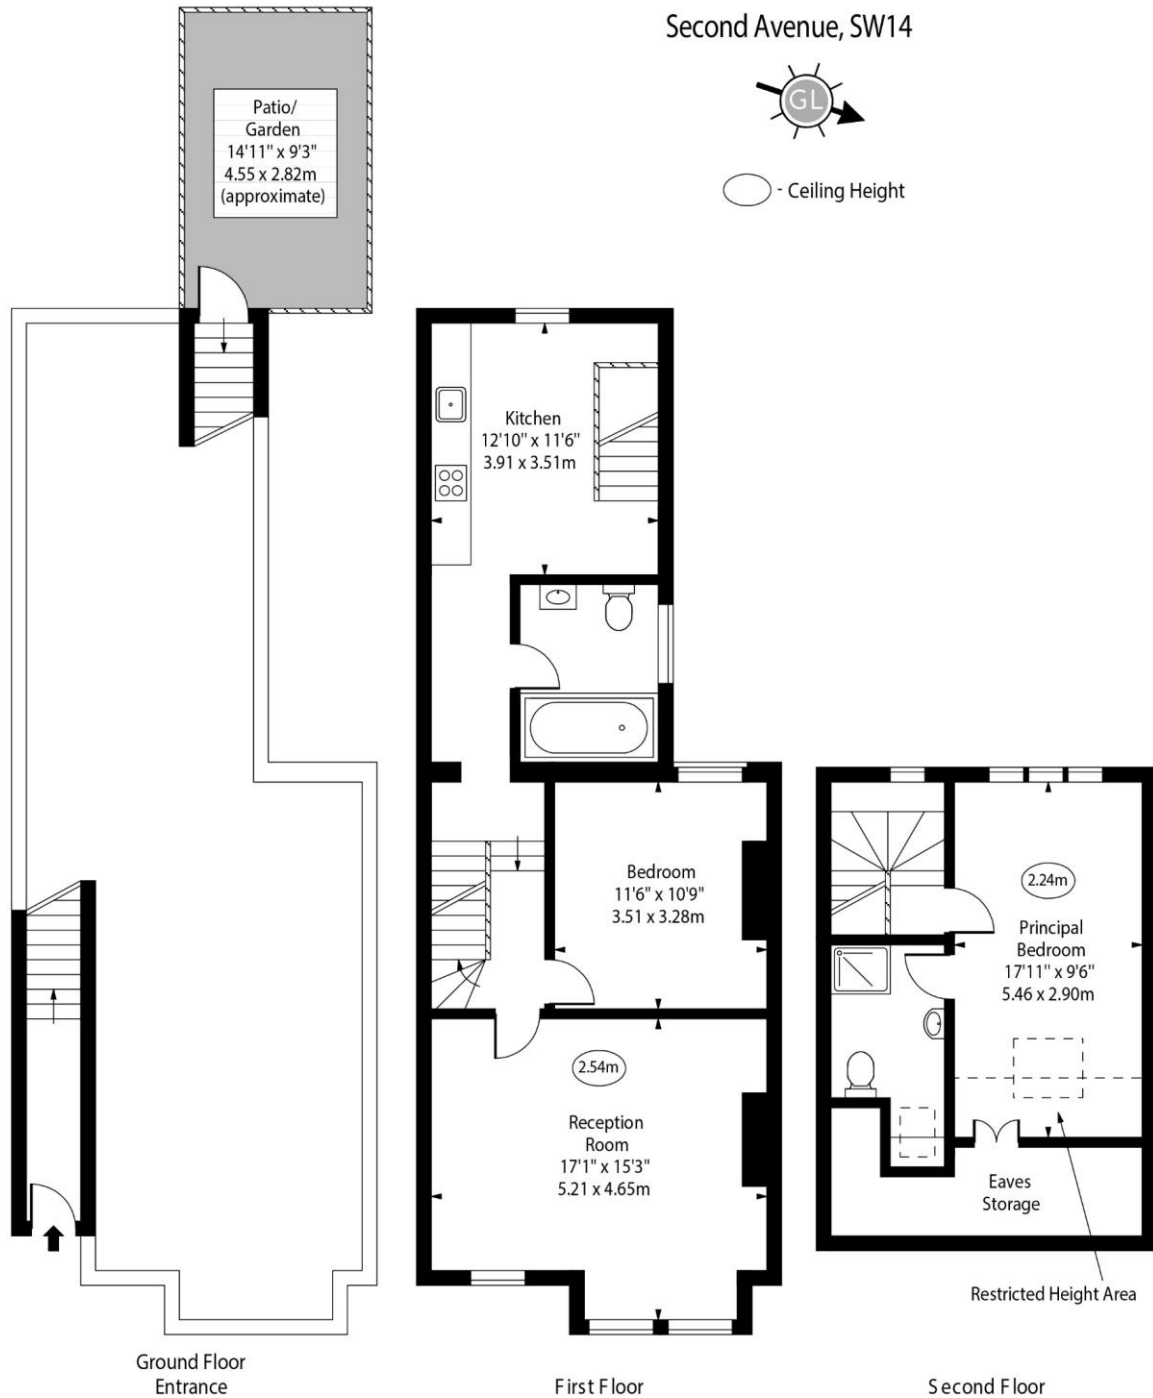 Second Avenue, SW14
GL
- Ceiling Height
Patio/
Garden
14'11" x 9'3"
4.55 x 2.82m
(approximate)
Kitchen
12'10" x 11'6"
3.91 x 3.51m
Bedroom
11'6" x 10'9"
3.51 x 3.28m
2.54m
Reception
Room
17'1" x 15'3"
5.21 x 4.65m
2.24m
Principal
Bedroom
17'11" x 9'6"
5.46 x 2.90m
Eaves
Storage
Restricted Height Area
Ground Floor
Entrance
First Floor
Second Floor